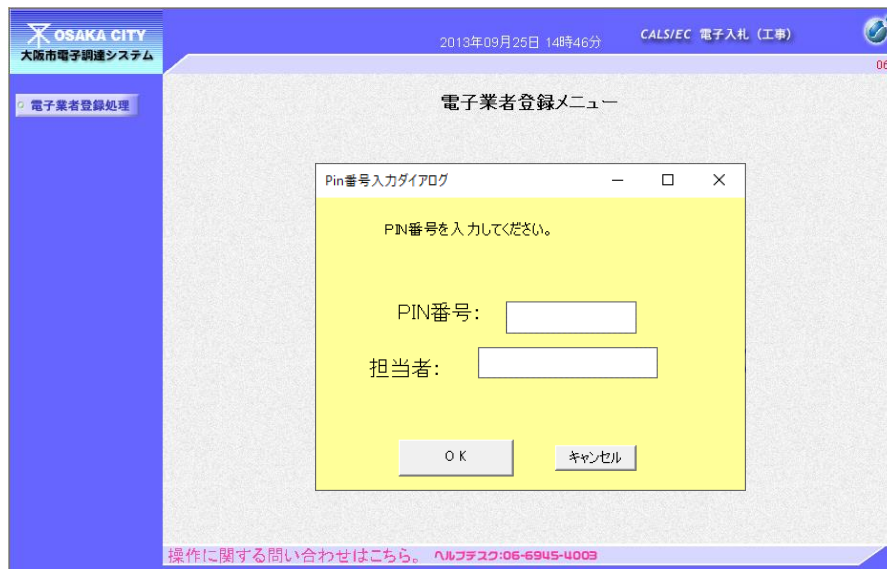 OSAKA CITY
大阪市電子調達システム
2013年09月25日 14時46分
CALS/EC 電子入札（工事）
06
電子業者登録処理
電子業者登録メニュー
Pin番号入力ダイアログ
PIN番号を入力してください。
PIN番号:
担当者:
ＯＫ
キャンセル
操作に関する問い合わせはこちら。 ヘルプデスク:06-6945-4003